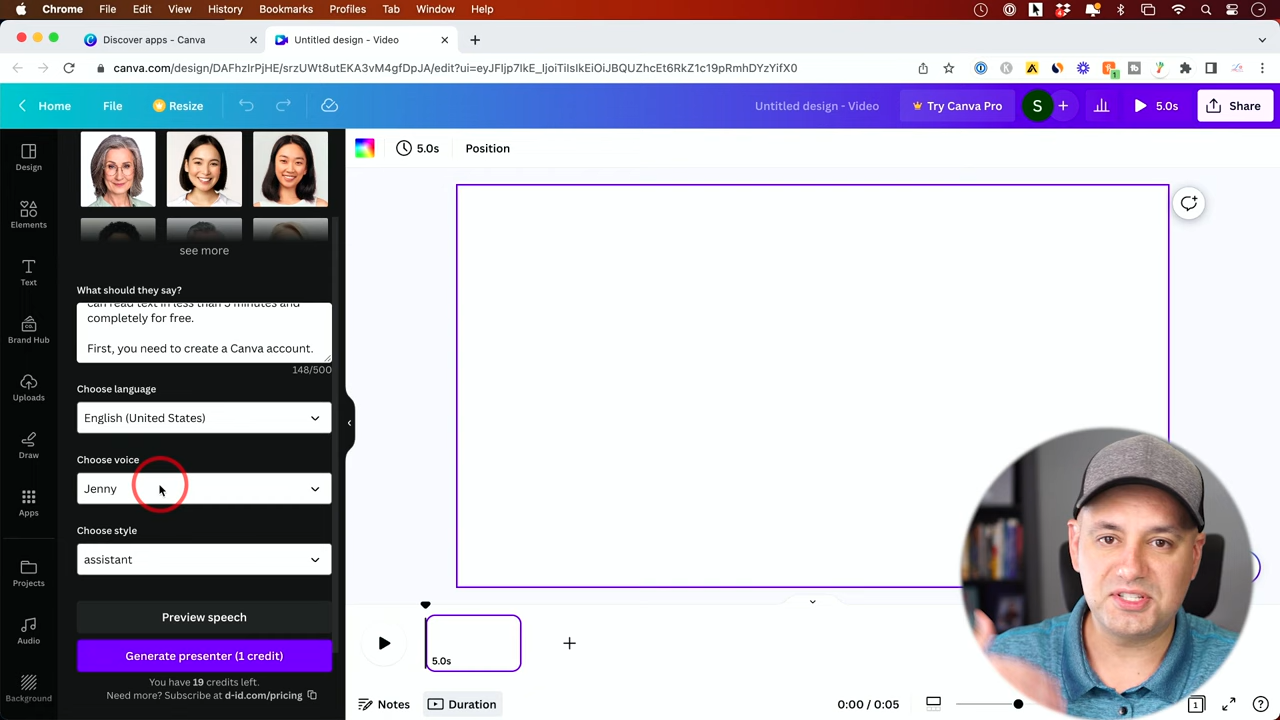 Chrome File Edit View History Bookmarks Profiles Tab Window Help
Discover apps - Canva
Untitled design - Video
canva.com/design/DAFhzIrPjHE/srzUWt8utEKA3vM4gfDpJA/edit?ui=eyJFIjp7IkE_IjoiTiIsIkEiOiJBQUZhcEt6RkZ1c19pRmhDYzYifX0
Home File Resize
Untitled design - Video
Try Canva Pro
S
5.0s
Share
Design
Elements
Text
Brand Hub
Uploads
Draw
Apps
Projects
Audio
Background
see more
What should they say?
completely for free.
First, you need to create a Canva account.
148/500
Choose language
English (United States)
Choose voice
Jenny
Choose style
assistant
Preview speech
Generate presenter (1 credit)
You have 19 credits left.
Need more? Subscribe at d-id.com/pricing
5.0s
Position
5.0s
Notes
Duration
0:00 / 0:05
1